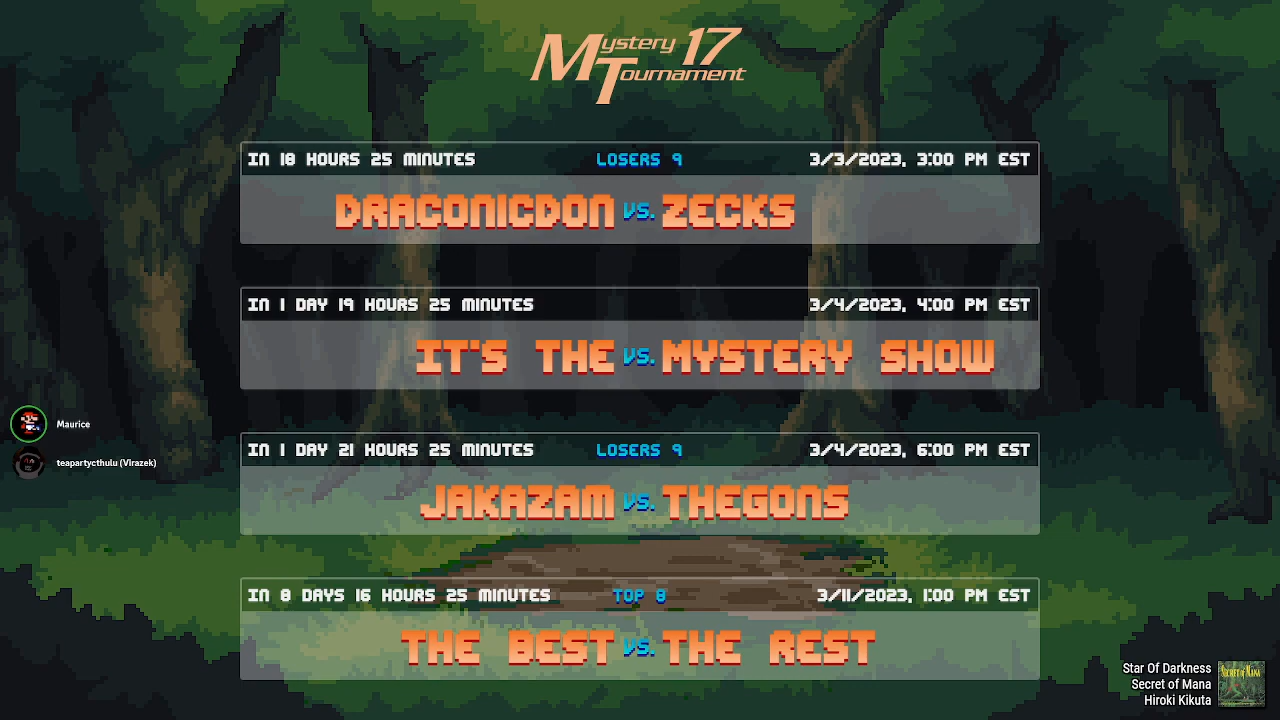 Mystery 17
Tournament
IN 18 HOURS 25 MINUTES LOSERS 9 3/3/2023, 3:00 PM EST
DRACONICDON VS. ZECKS
IN 1 DAY 19 HOURS 25 MINUTES 3/4/2023, 4:00 PM EST
IT'S THE VS. MYSTERY SHOW
Maurice
teapartycthulu (Virazek)
IN 1 DAY 21 HOURS 25 MINUTES LOSERS 9 3/4/2023, 6:00 PM EST
JAKAZAM VS. THEGONS
IN 8 DAYS 16 HOURS 25 MINUTES TOP 8 3/11/2023, 1:00 PM EST
THE BEST VS. THE REST
Star Of Darkness
Secret of Mana
Hiroki Kikuta
SECRET OF MANA